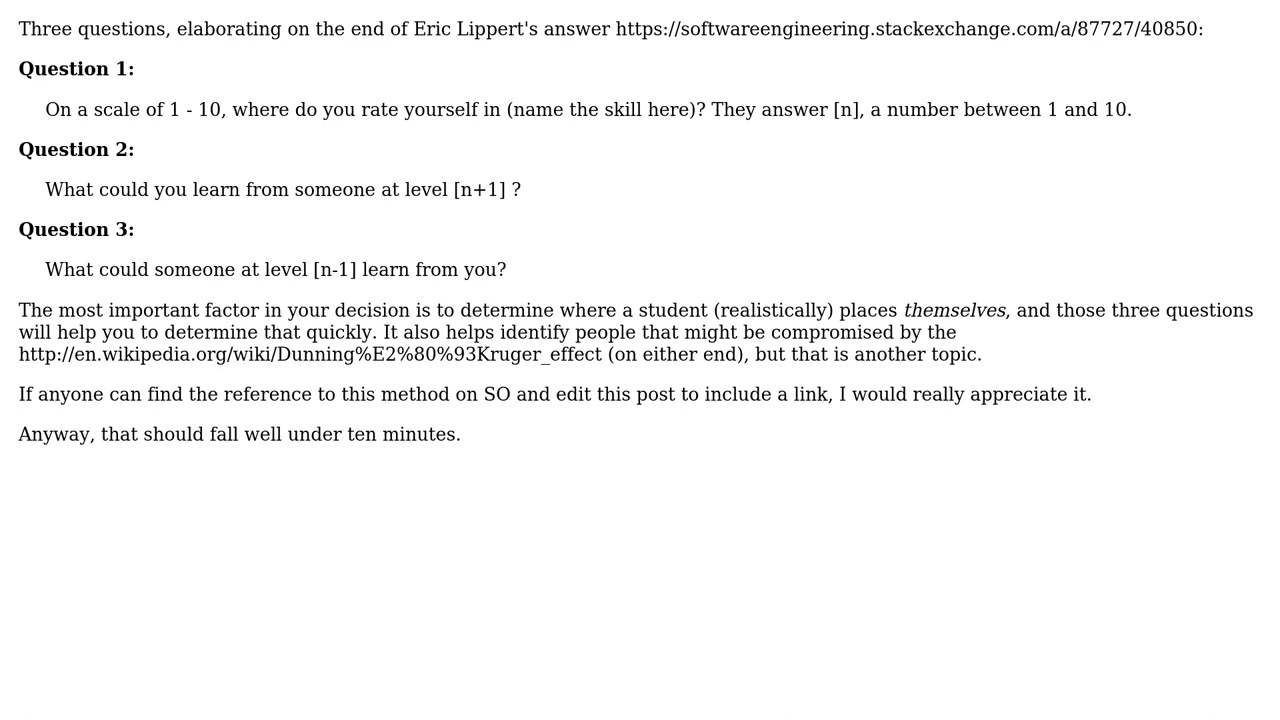 Three questions, elaborating on the end of Eric Lippert's answer https://softwareengineering.stackexchange.com/a/87727/40850:
Question 1:
On a scale of 1 - 10, where do you rate yourself in (name the skill here)? They answer [n], a number between 1 and 10.
Question 2:
What could you learn from someone at level [n+1] ?
Question 3:
What could someone at level [n-1] learn from you?
The most important factor in your decision is to determine where a student (realistically) places themselves, and those three questions
will help you to determine that quickly. It also helps identify people that might be compromised by the
http://en.wikipedia.org/wiki/Dunning%E2%80%93Kruger_effect (on either end), but that is another topic.
If anyone can find the reference to this method on SO and edit this post to include a link, I would really appreciate it.
Anyway, that should fall well under ten minutes.